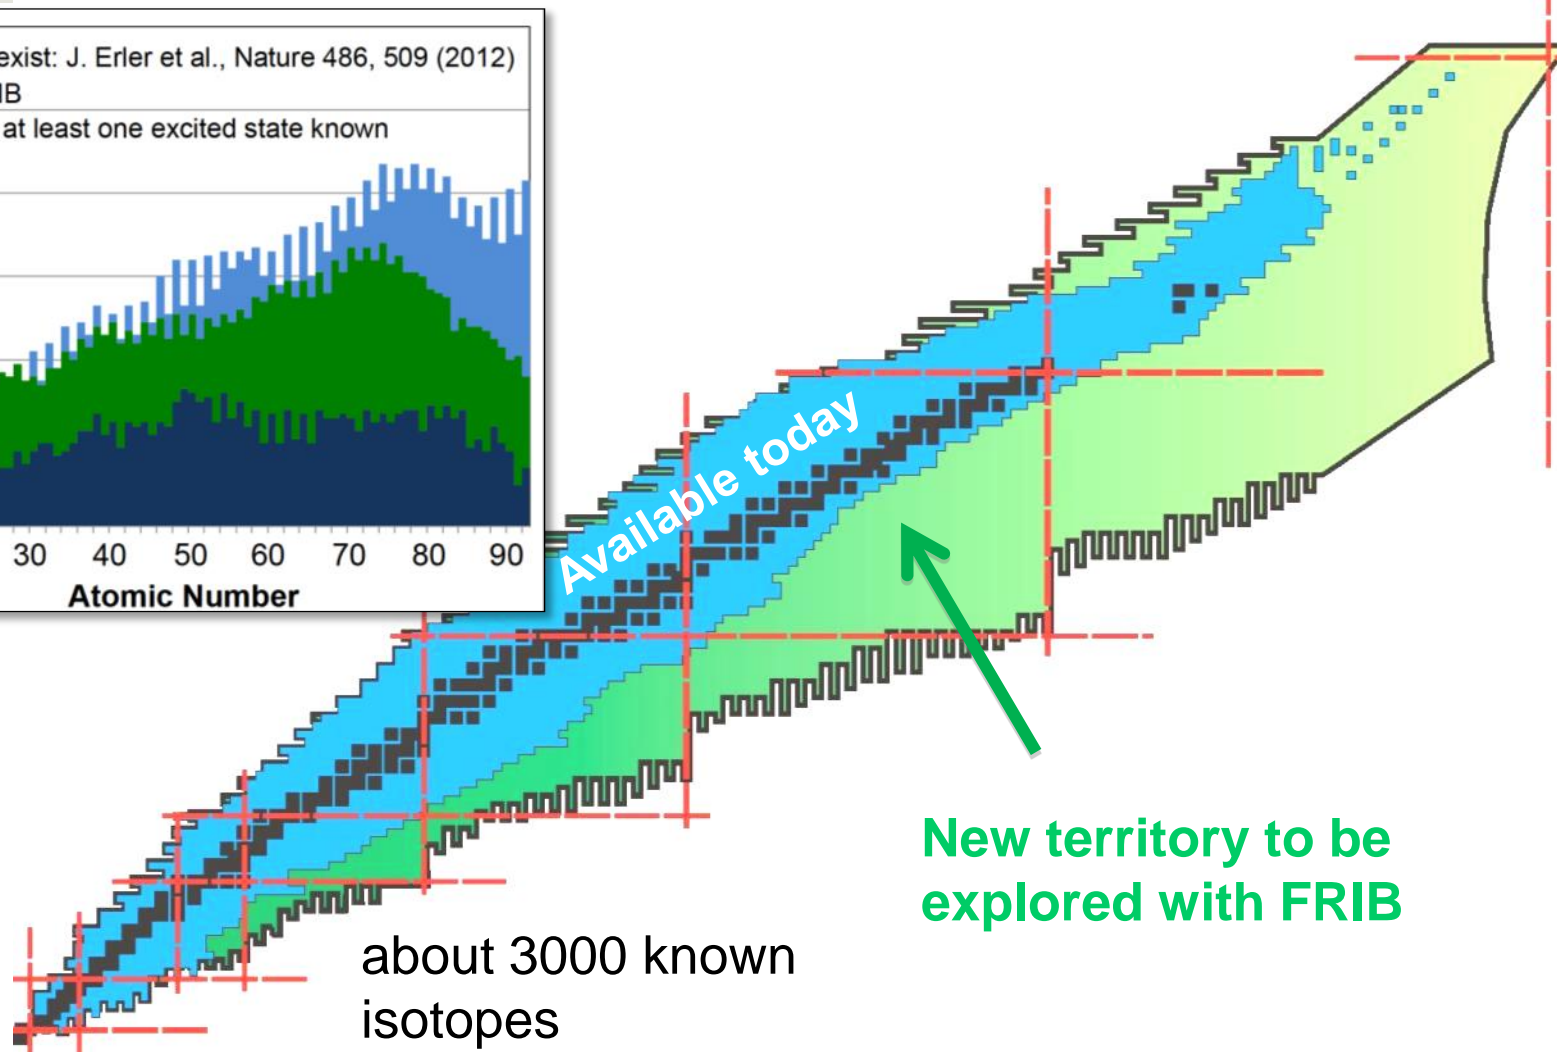 exist: J. Erler et al., Nature 486, 509 (2012)
IB
at least one excited state known
30 40 50 60 70 80 90
Atomic Number
Available today
New territory to be
explored with FRIB
about 3000 known
isotopes